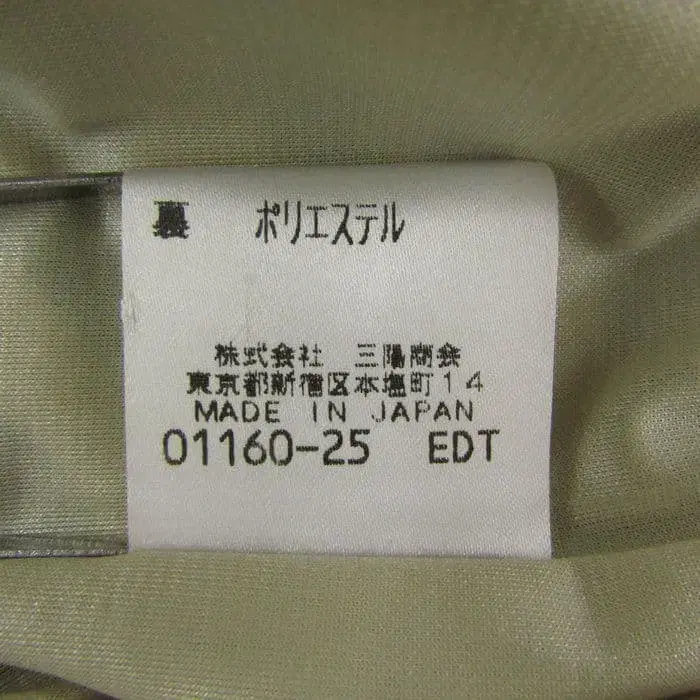 裏 ポリエステル
株式会社 三陽商会
東京都新宿区本塩町14
MADE IN JAPAN
01160-25 EDT